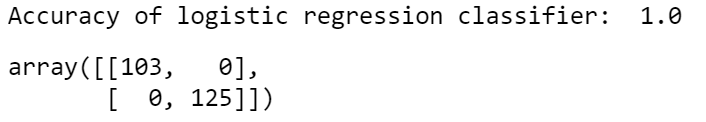 Accuracy of logistic regression classifier:  1.0
array([[103,   0],
       [  0, 125]])